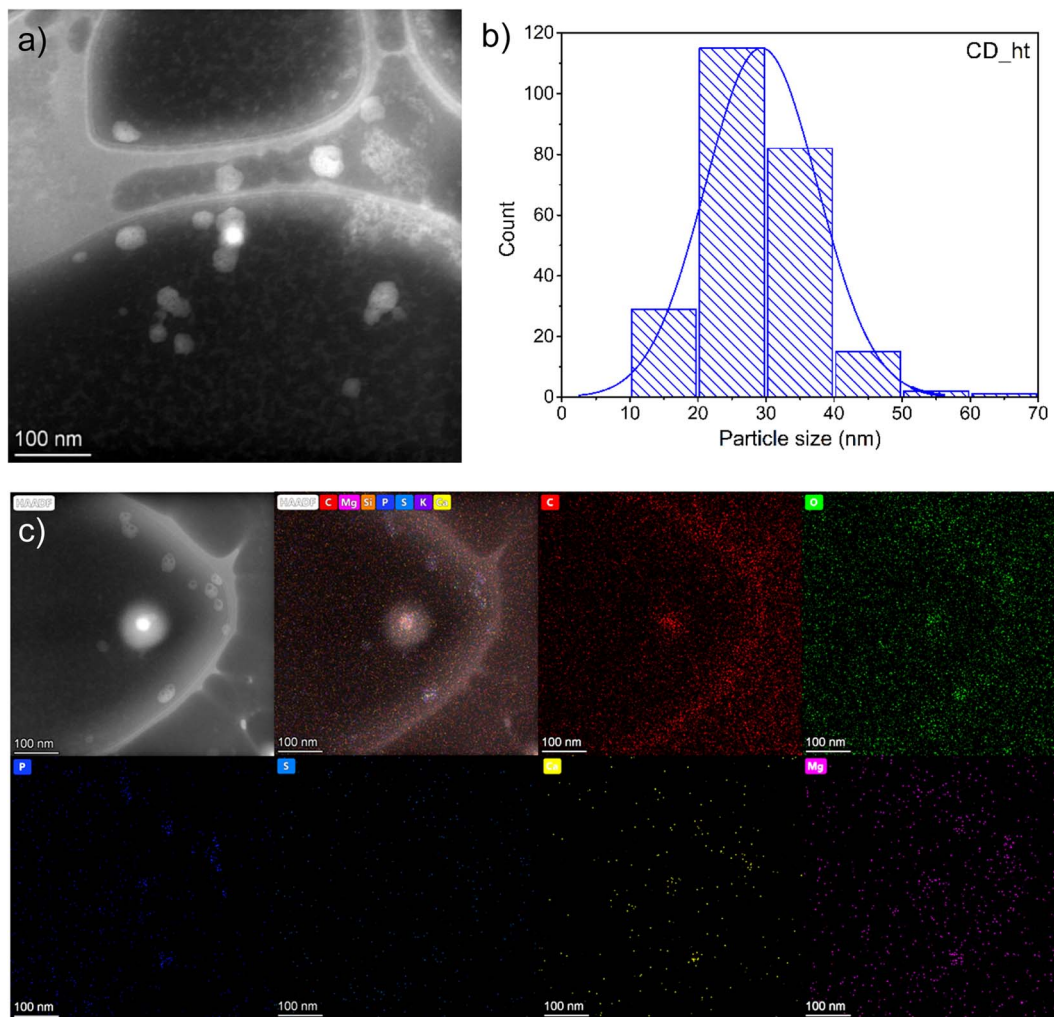 a)
100 nm
b)
CD_ht
Count
120
100
80
60
40
20
0
0 10 20 30 40 50 60 70
Particle size (nm)
c)
HAADF
100 nm
HAADF C Mg Si P S K Ca
100 nm
C
100 nm
O
100 nm
P
100 nm
S
100 nm
Ca
100 nm
Mg
100 nm